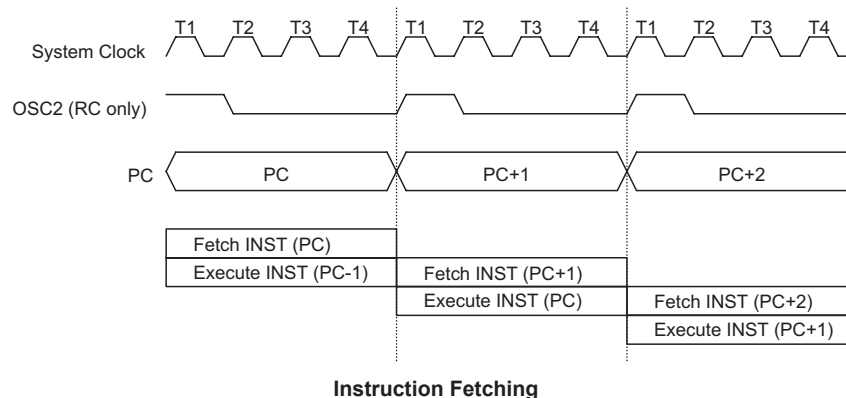 T1 T2 T3 T4 T1 T2 T3 T4 T1 T2 T3 T4
System Clock
OSC2 (RC only)
PC PC PC+1 PC+2
Fetch INST (PC)
Execute INST (PC-1) Fetch INST (PC+1)
Execute INST (PC) Fetch INST (PC+2)
Execute INST (PC+1)
Instruction Fetching